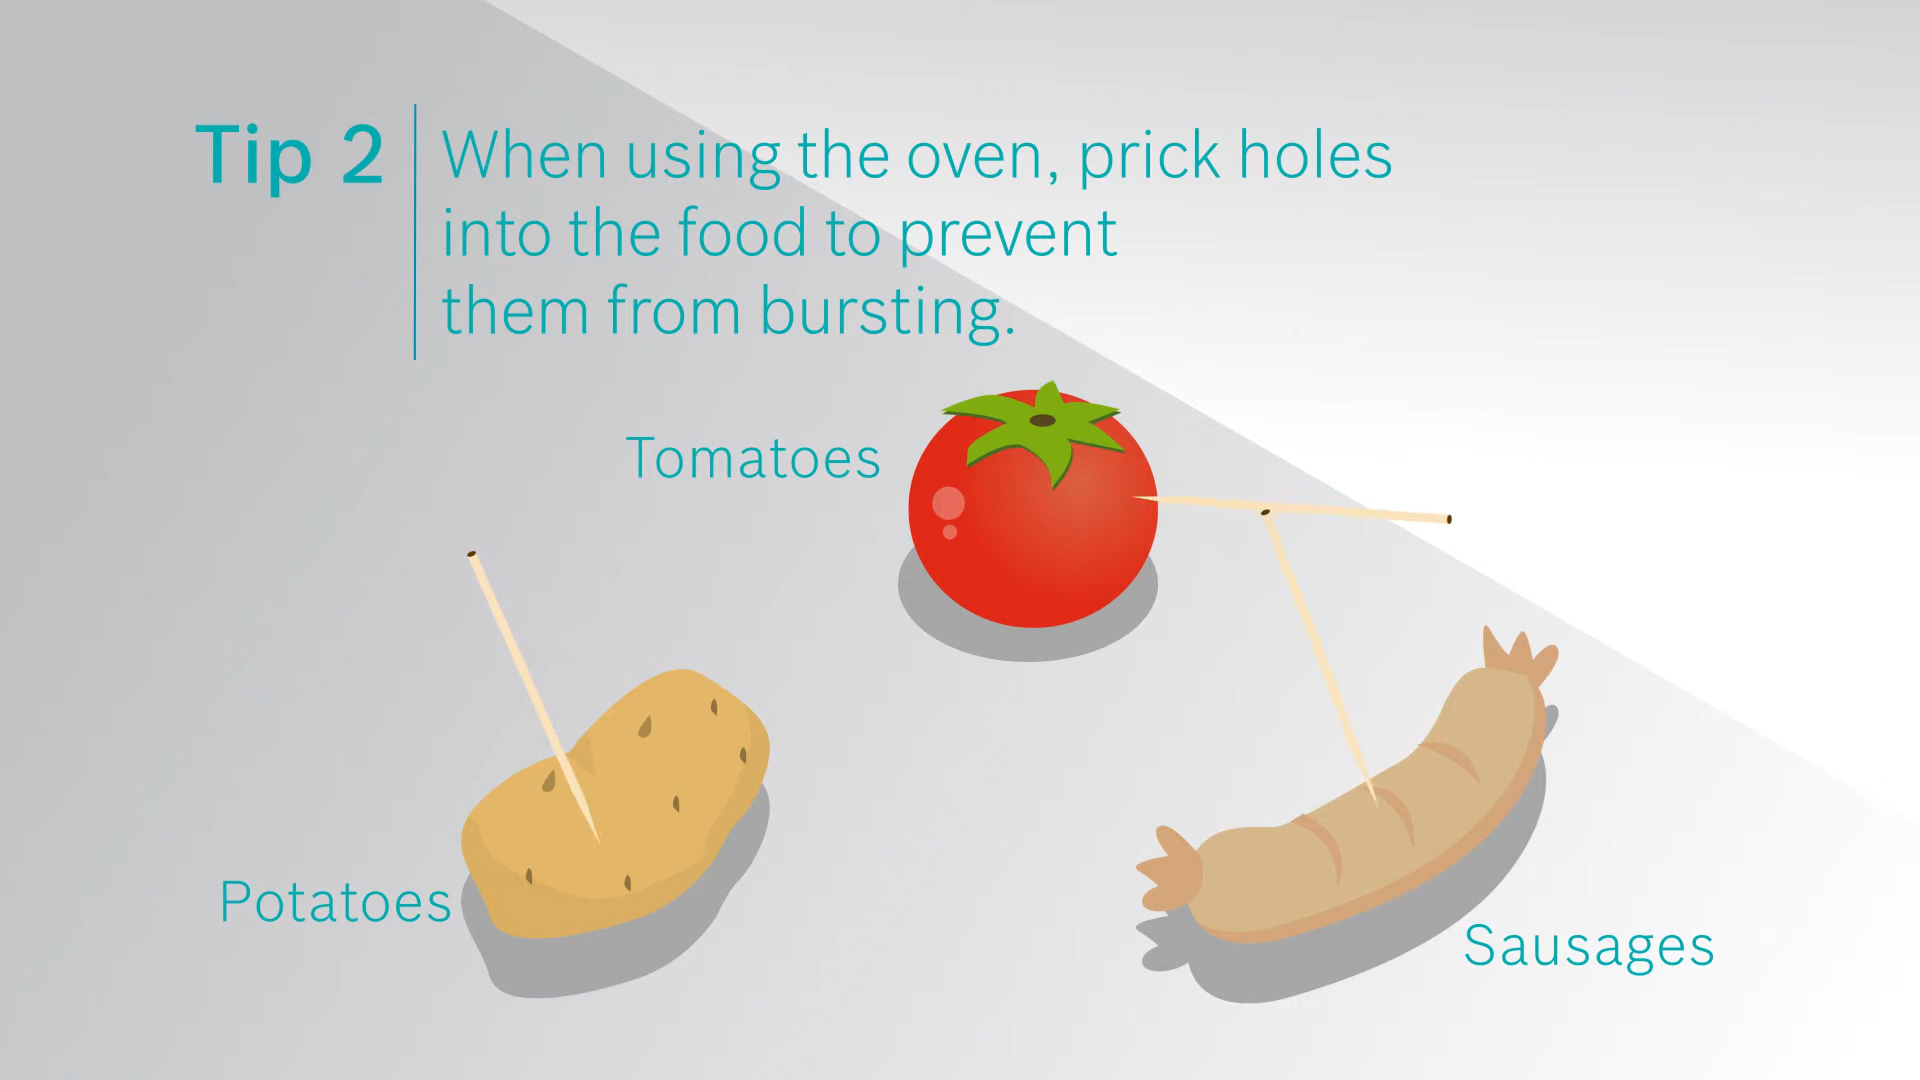 Tip 2
When using the oven, prick holes
into the food to prevent
them from bursting.
Tomatoes
Potatoes
Sausages